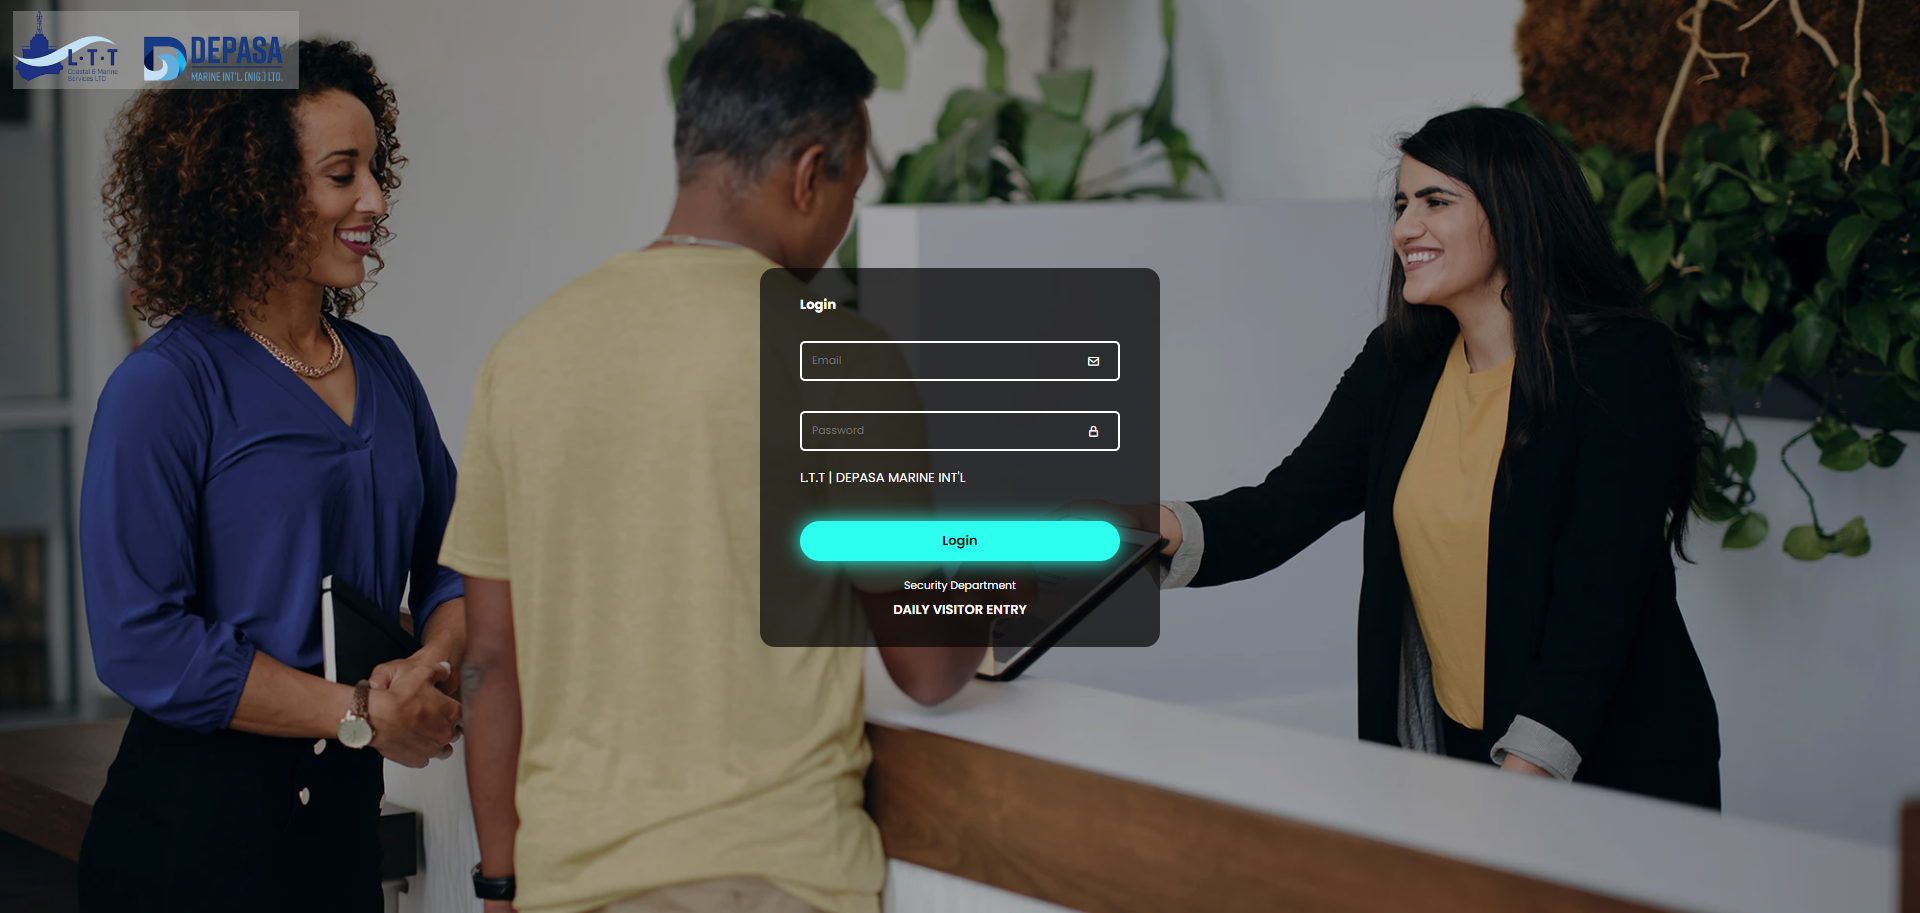 L·T·T
Coastal & Marine
Services LTD
DEPASA
MARINE INT'L. (NIG.) LTD.
Login
Email
Password
L.T.T | DEPASA MARINE INT'L
Login
Security Department
DAILY VISITOR ENTRY